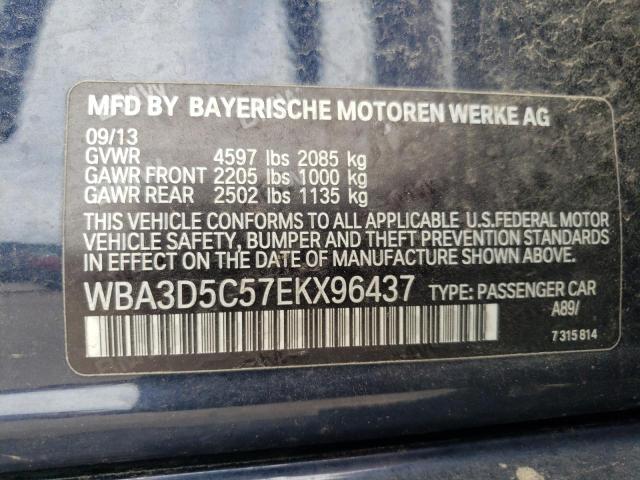 MFD BY BAYERISCHE MOTOREN WERKE AG
09/13
GVWR 4597 lbs 2085 kg
GAWR FRONT 2205 lbs 1000 kg
GAWR REAR 2502 lbs 1135 kg
THIS VEHICLE CONFORMS TO ALL APPLICABLE U.S.FEDERAL MOTOR
VEHICLE SAFETY, BUMPER AND THEFT PREVENTION STANDARDS
IN EFFECT ON THE DATE OF MANUFACTURE SHOWN ABOVE.
WBA3D5C57EKX96437 TYPE: PASSENGER CAR
A89/
7 315 814